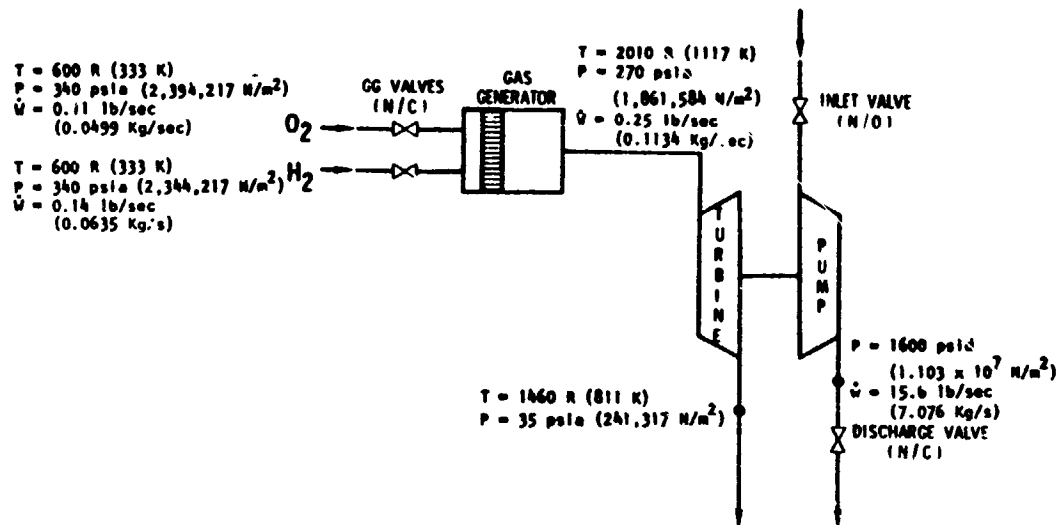 T = 600 R (333 K)
P = 340 psia (2,394,217 N/m²)
Ẇ = 0.11 lb/sec
(0.0499 Kg/sec)
O₂
T = 600 R (333 K)
P = 340 psia (2,344,217 N/m²)
H₂
Ẇ = 0.14 lb/sec
(0.0635 Kg/s)
GG VALVES
(N/C)
GAS
GENERATOR
T = 2010 R (1117 K)
P = 270 psia
(1,861,584 N/m²)
Ẇ = 0.25 lb/sec
(0.1134 Kg/ ec)
INLET VALVE
(N/O)
TURBINE
PUMP
T = 1460 R (811 K)
P = 35 psia (241,317 N/m²)
P = 1600 psid
(1.103 x 10⁷ N/m²)
ẇ = 15.6 lb/sec
(7.076 Kg/s)
DISCHARGE VALVE
(N/C)